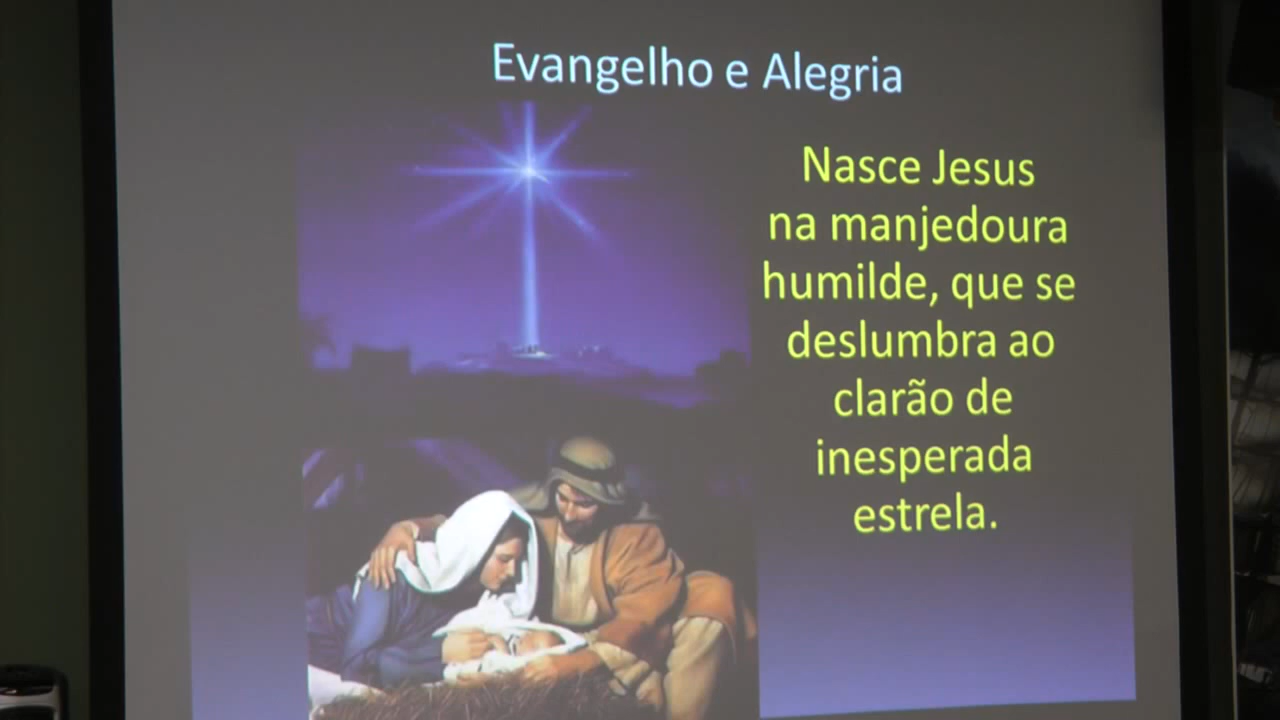 Evangelho e Alegria
Nasce Jesus
na manjedoura
humilde, que se
deslumbra ao
clarão de
inesperada
estrela.